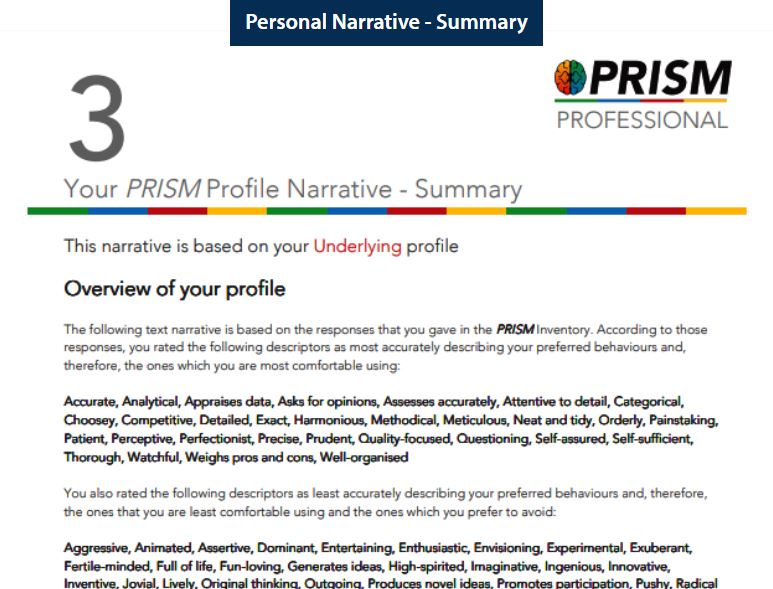 Personal Narrative - Summary
3
PRISM
PROFESSIONAL
Your PRISM Profile Narrative - Summary
This narrative is based on your Underlying profile
Overview of your profile
The following text narrative is based on the responses that you gave in the PRISM Inventory. According to those
responses, you rated the following descriptors as most accurately describing your preferred behaviours and,
therefore, the ones which you are most comfortable using:
Accurate, Analytical, Appraises data, Asks for opinions, Assesses accurately, Attentive to detail, Categorical,
Choosey, Competitive, Detailed, Exact, Harmonious, Methodical, Meticulous, Neat and tidy, Orderly, Painstaking,
Patient, Perceptive, Perfectionist, Precise, Prudent, Quality-focused, Questioning, Self-assured, Self-sufficient,
Thorough, Watchful, Weighs pros and cons, Well-organised
You also rated the following descriptors as least accurately describing your preferred behaviours and, therefore,
the ones that you are least comfortable using and the ones which you prefer to avoid:
Aggressive, Animated, Assertive, Dominant, Entertaining, Enthusiastic, Envisioning, Experimental, Exuberant,
Fertile-minded, Full of life, Fun-loving, Generates ideas, High-spirited, Imaginative, Ingenious, Innovative,
Inventive, Jovial, Lively, Original thinking, Outgoing, Produces novel ideas, Promotes participation, Pushy, Radical